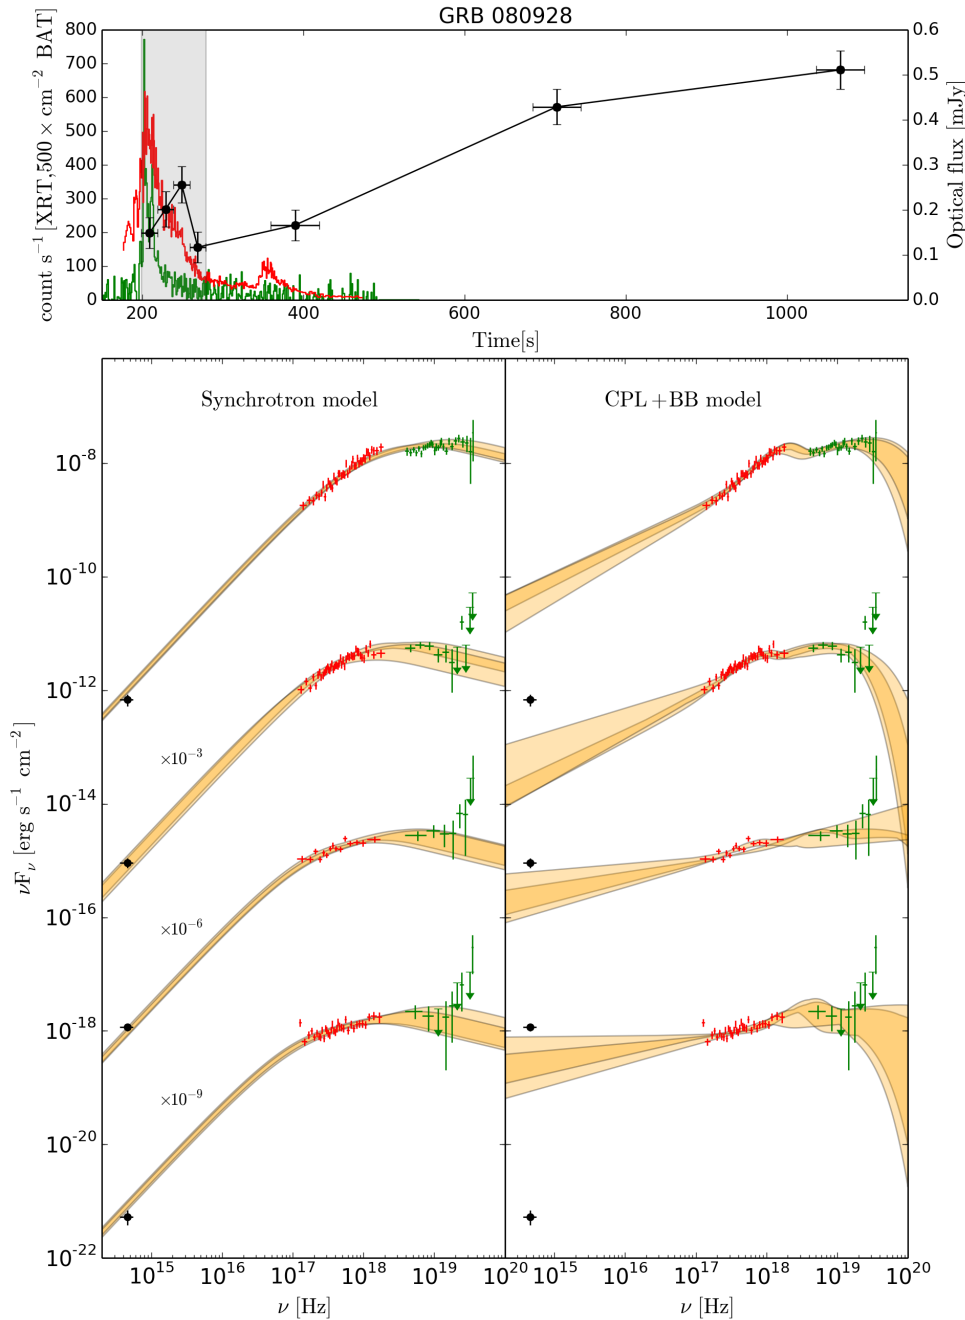 GRB 080928
800
700
600
500
400
300
200
100
0
count s⁻¹ [XRT,500 × cm⁻² BAT]
0.6
0.5
0.4
0.3
0.2
0.1
0.0
Optical flux [mJy]
200 400 600 800 1000
Time[s]
Synchrotron model
CPL+BB model
10⁻⁸
10⁻¹⁰
10⁻¹²
10⁻¹⁴
10⁻¹⁶
10⁻¹⁸
10⁻²⁰
10⁻²²
νFᵥ [erg s⁻¹ cm⁻²]
×10⁻³
×10⁻⁶
×10⁻⁹
10¹⁵ 10¹⁶ 10¹⁷ 10¹⁸ 10¹⁹ 10²⁰ 10¹⁵ 10¹⁶ 10¹⁷ 10¹⁸ 10¹⁹ 10²⁰
ν [Hz]
ν [Hz]